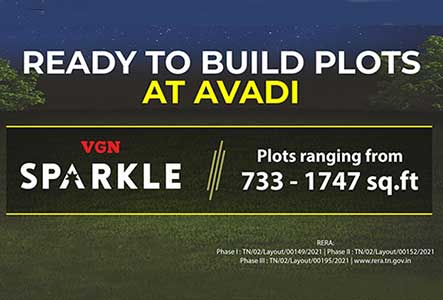 READY TO BUILD PLOTS
AT AVADI
VGN
SPARKLE
Plots ranging from
733 - 1747 sq.ft
RERA:
Phase I : TN/02/Layout/00149/2021 | Phase II : TN/02/Layout/00152/2021
Phase III : TN/02/Layout/00195/2021 | www.rera.tn.gov.in